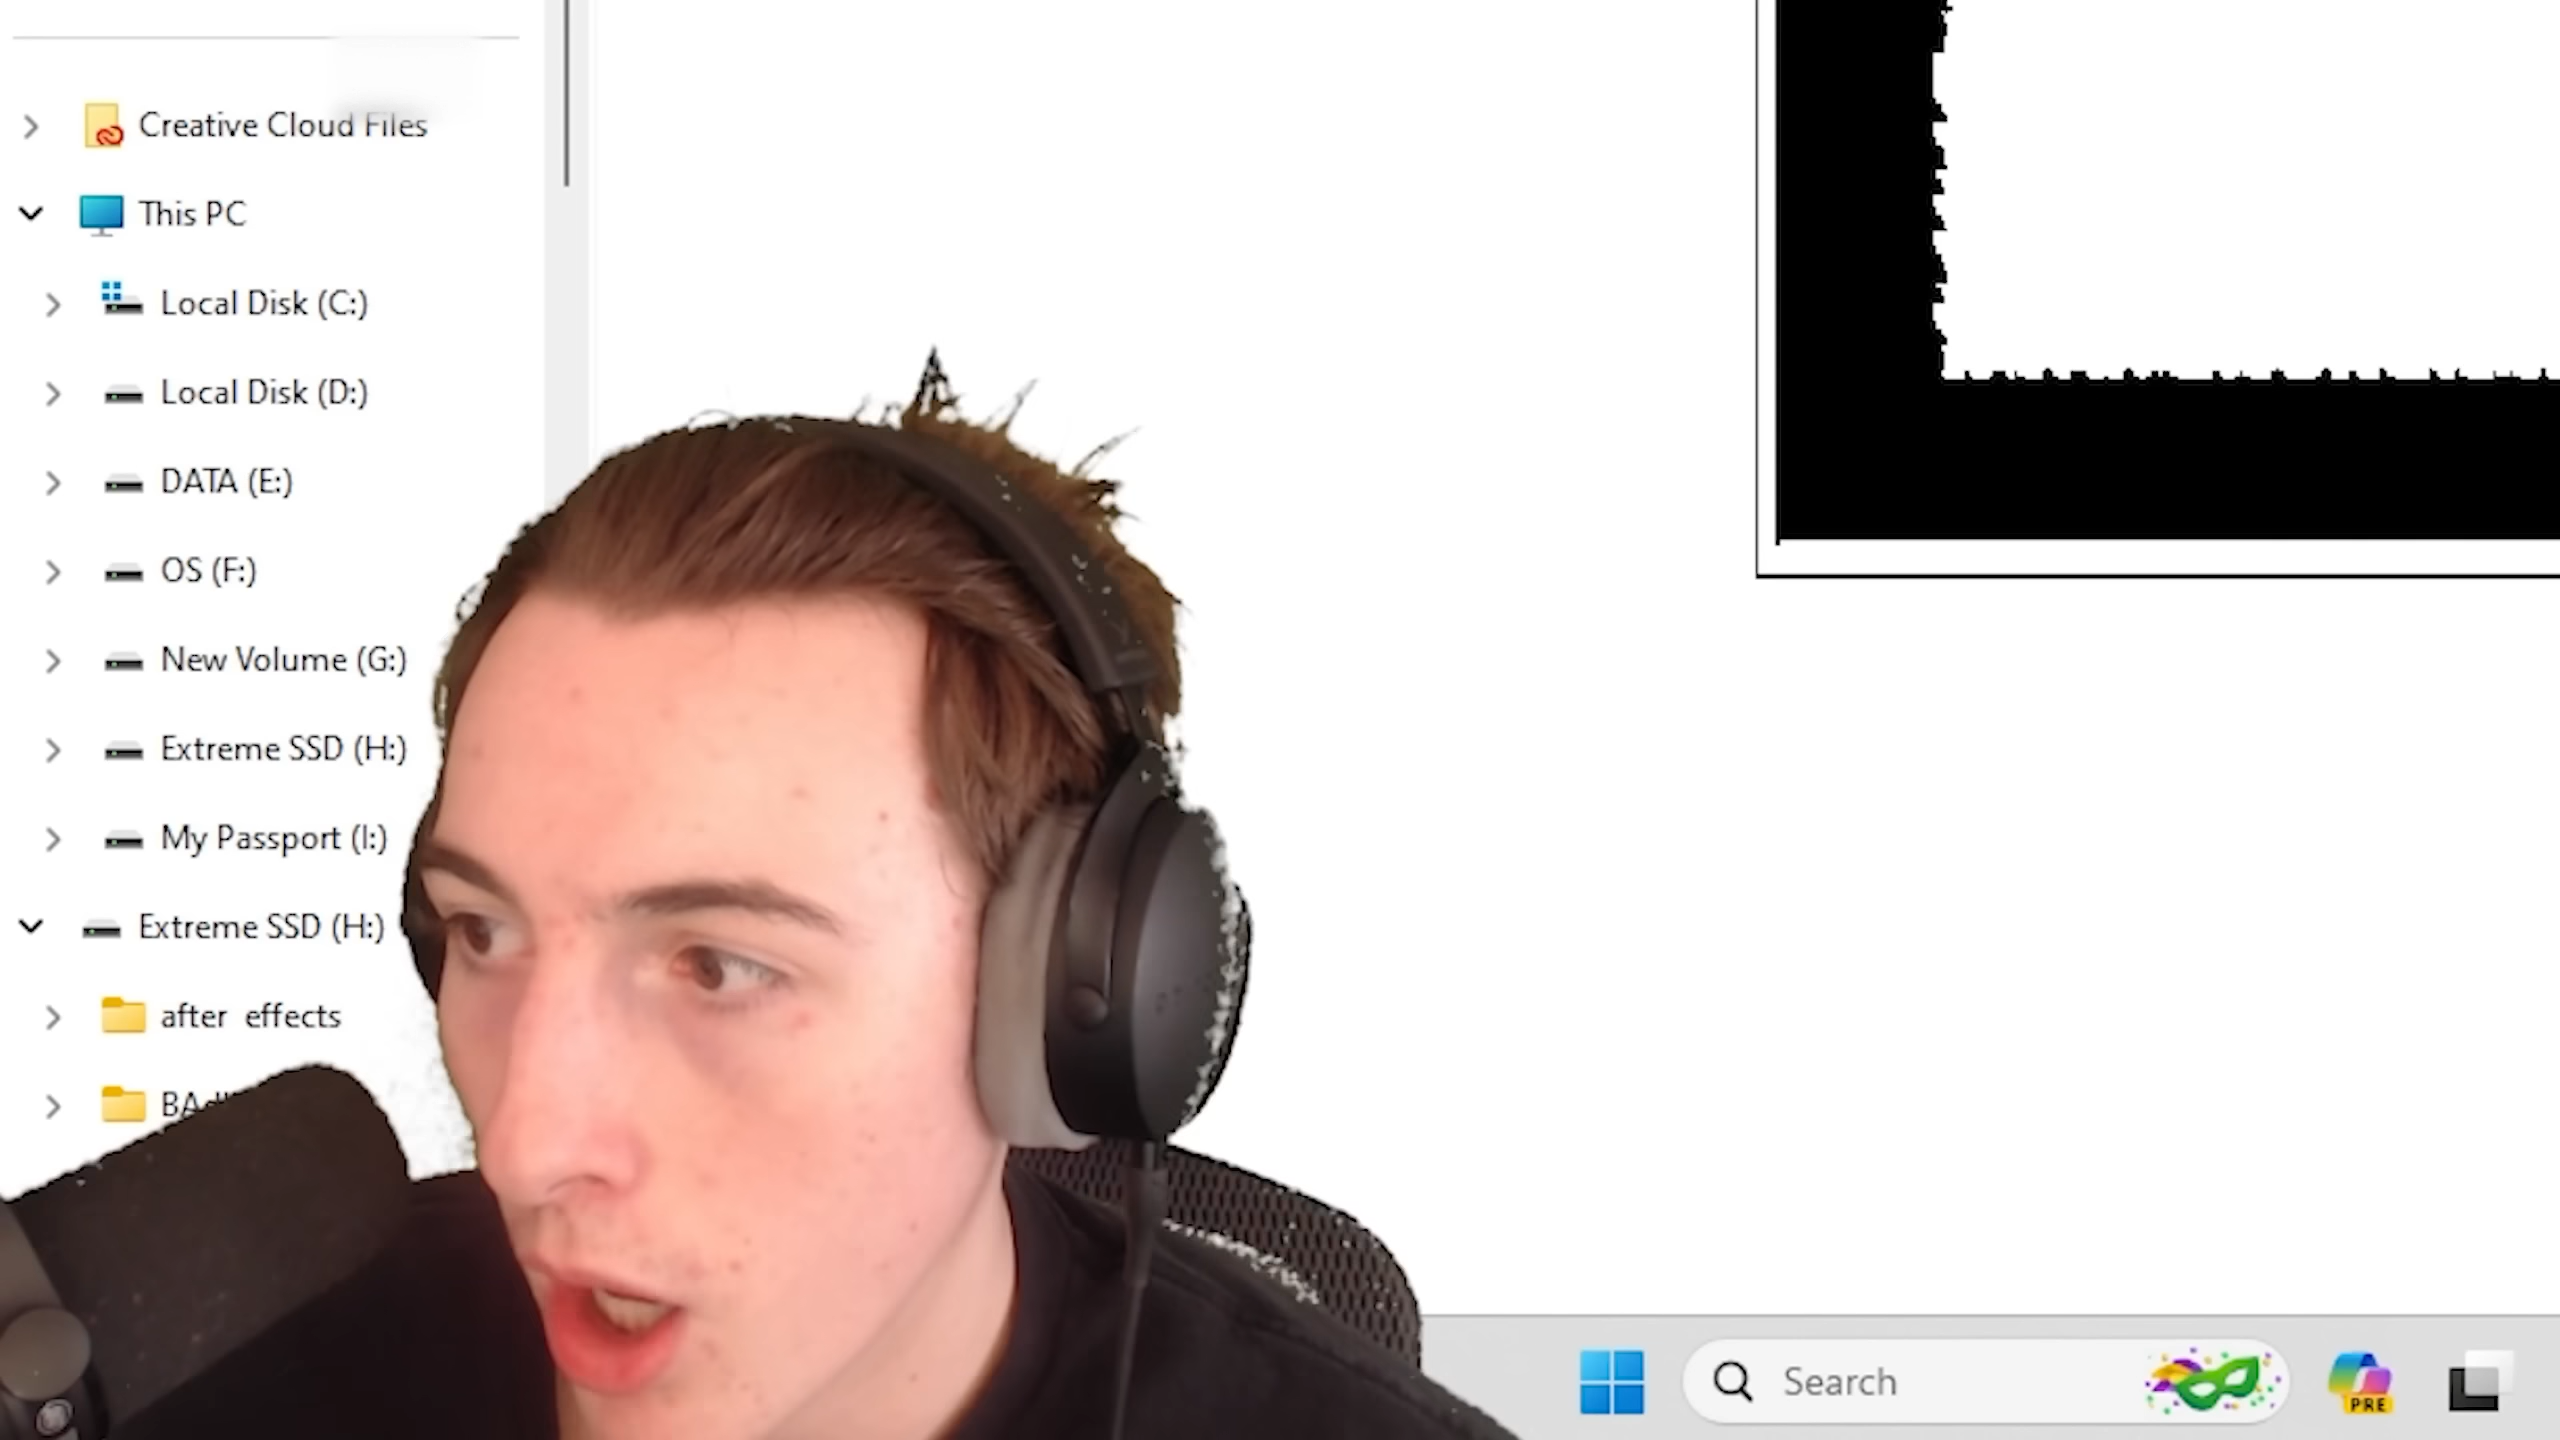 Creative Cloud Files
This PC
Local Disk (C:)
Local Disk (D:)
DATA (E:)
OS (F:)
New Volume (G:)
Extreme SSD (H:)
My Passport (I:)
Extreme SSD (H:)
after effects
Search
PRE